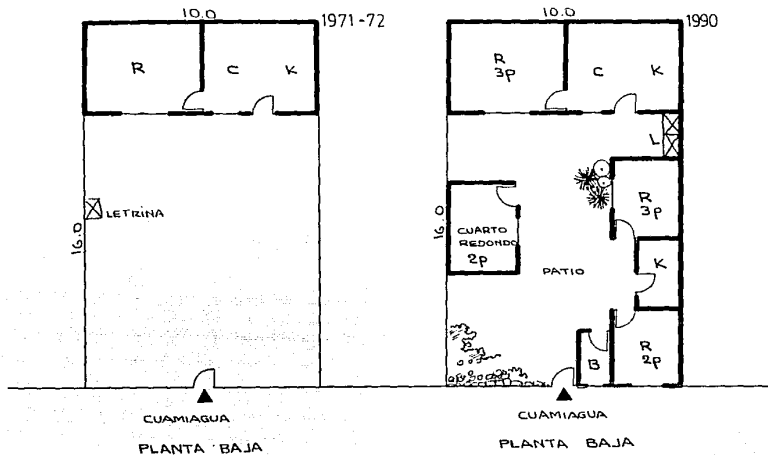 10.0
1971-72
R
C
K
LETRINA
16.0
CUAMIAGUA
PLANTA BAJA
10.0
1990
R
3p
C
K
L
R
3p
16.0
CUARTO
REDONDO
2p
K
PATIO
R
2p
B
CUAMIAGUA
PLANTA BAJA